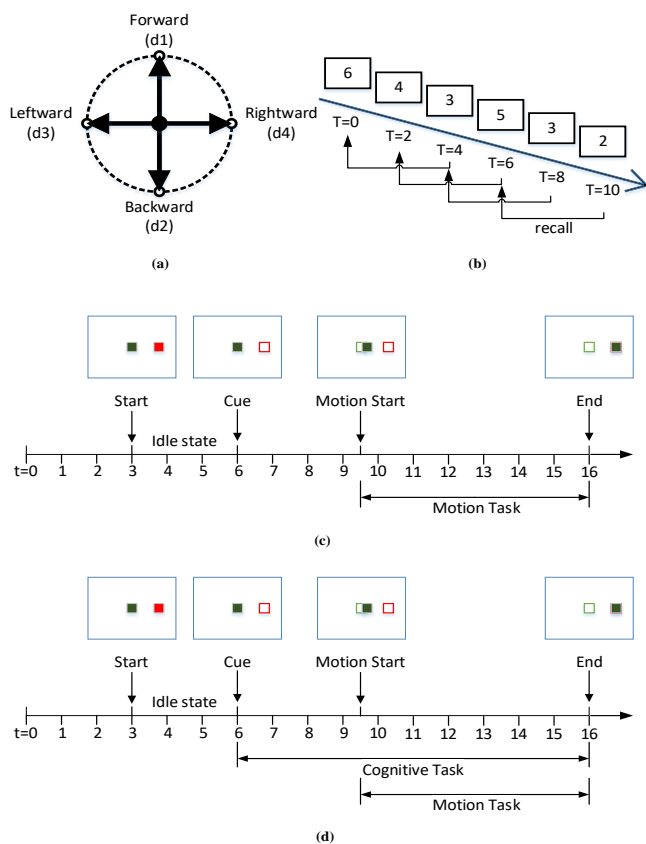 Forward
(d1)
Leftward
(d3)
Rightward
(d4)
Backward
(d2)
(a)
6
4
3
5
3
2
T=0
T=2
T=4
T=6
T=8
T=10
recall
(b)
Start
Cue
Motion Start
End
Idle state
t=0 1 2 3 4 5 6 7 8 9 10 11 12 13 14 15 16
Motion Task
(c)
Start
Cue
Motion Start
End
Idle state
t=0 1 2 3 4 5 6 7 8 9 10 11 12 13 14 15 16
Cognitive Task
Motion Task
(d)